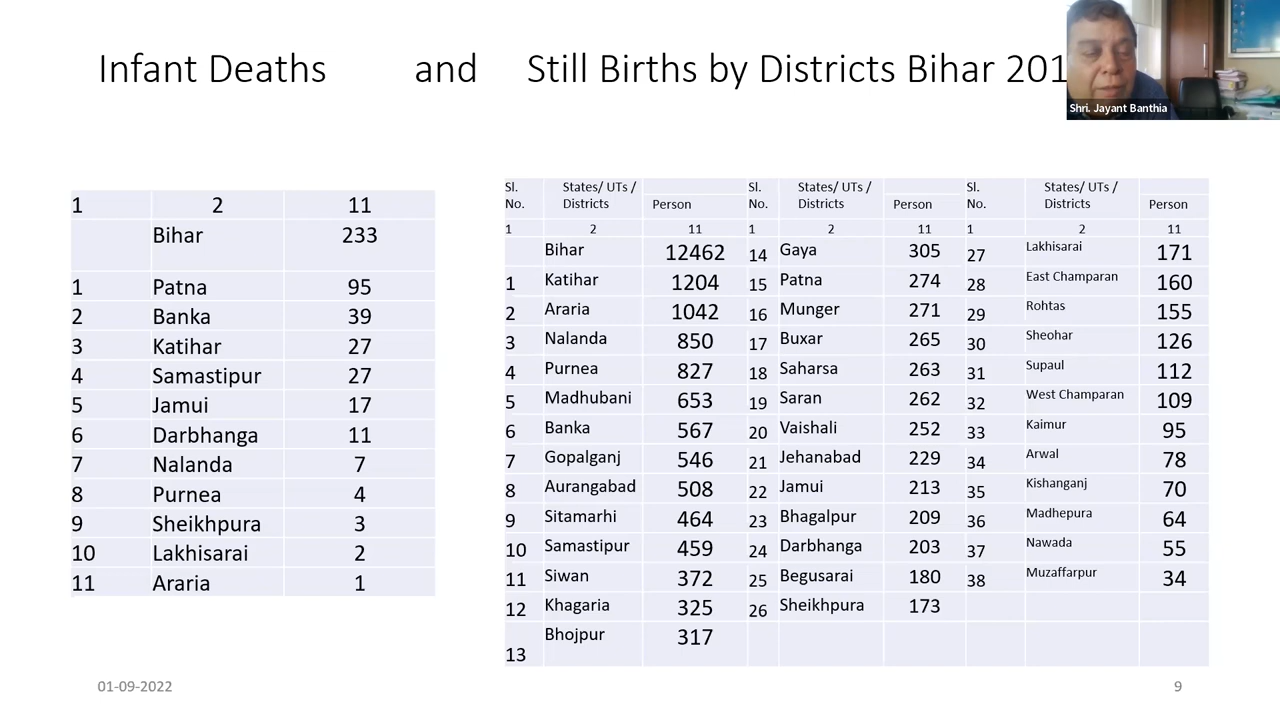 Infant Deaths and Still Births by Districts Bihar 201
Shri. Jayant Banthia
1 2 11
Bihar 233
1 Patna 95
2 Banka 39
3 Katihar 27
4 Samastipur 27
5 Jamui 17
6 Darbhanga 11
7 Nalanda 7
8 Purnea 4
9 Sheikhpura 3
10 Lakhisarai 2
11 Araria 1
Sl. States/ UTs / Sl. States/ UTs / Sl. States/ UTs /
No. Districts Person No. Districts Person No. Districts Person
1 2 11 1 2 11 1 2 11
Bihar 12462 14 Gaya 305 27 Lakhisarai 171
1 Katihar 1204 15 Patna 274 28 East Champaran 160
2 Araria 1042 16 Munger 271 29 Rohtas 155
3 Nalanda 850 17 Buxar 265 30 Sheohar 126
4 Purnea 827 18 Saharsa 263 31 Supaul 112
5 Madhubani 653 19 Saran 262 32 West Champaran 109
6 Banka 567 20 Vaishali 252 33 Kaimur 95
7 Gopalganj 546 21 Jehanabad 229 34 Arwal 78
8 Aurangabad 508 22 Jamui 213 35 Kishanganj 70
9 Sitamarhi 464 23 Bhagalpur 209 36 Madhepura 64
10 Samastipur 459 24 Darbhanga 203 37 Nawada 55
11 Siwan 372 25 Begusarai 180 38 Muzaffarpur 34
12 Khagaria 325 26 Sheikhpura 173
13 Bhojpur 317
01-09-2022 9